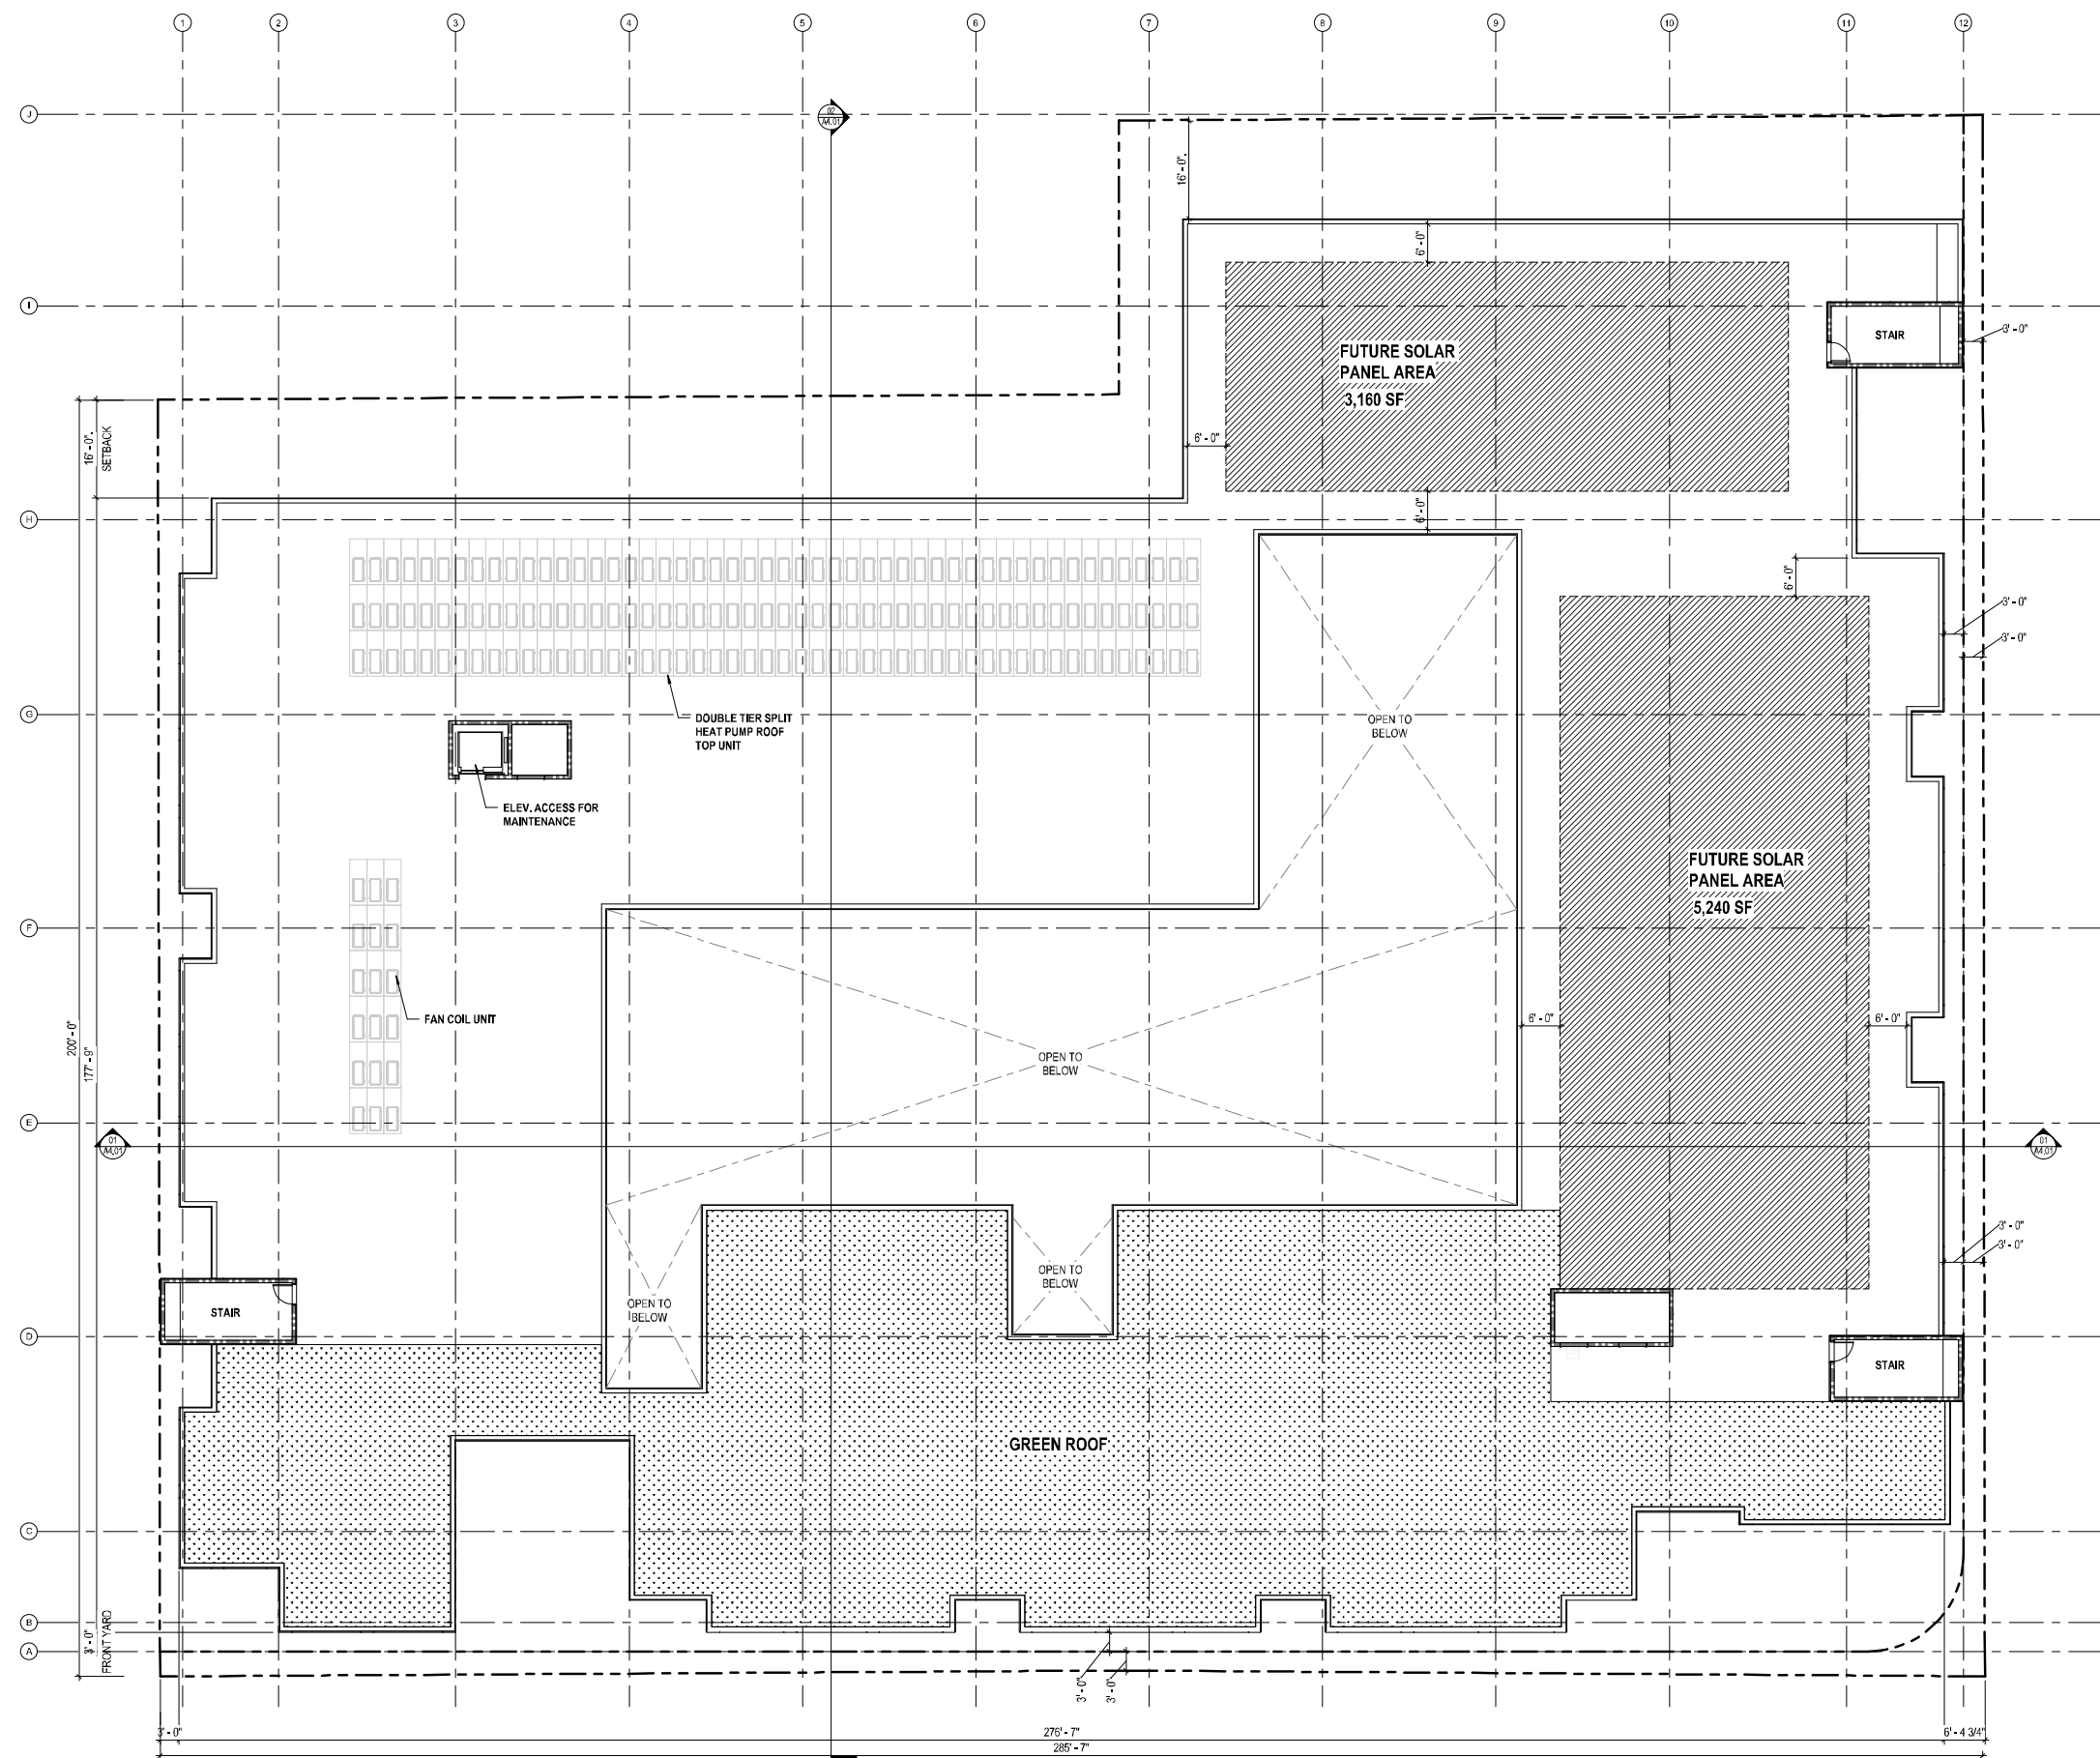 1 2 3 4 5 6 7 8 9 10 11 12
J
02
A4.01
16' - 0".
6' - 0"
I
STAIR
3' - 0"
FUTURE SOLAR
PANEL AREA
3,160 SF
16' - 0".
SETBACK
6' - 0"
6' - 0"
H
6' - 0"
3' - 0"
3' - 0"
G
DOUBLE TIER SPLIT
HEAT PUMP ROOF
TOP UNIT
OPEN TO
BELOW
ELEV. ACCESS FOR
MAINTENANCE
FUTURE SOLAR
PANEL AREA
5,240 SF
F
FAN COIL UNIT
6' - 0"
6' - 0"
200' - 0"
177' - 9"
OPEN TO
BELOW
E
01
A4.01
01
A4.01
3' - 0"
3' - 0"
OPEN TO
BELOW
STAIR
OPEN TO
BELOW
D
STAIR
GREEN ROOF
C
B
3' - 0"
FRONT YARD
A
3' - 0"
3' - 0"
3' - 0"
276' - 7"
6' - 4 3/4"
285' - 7"